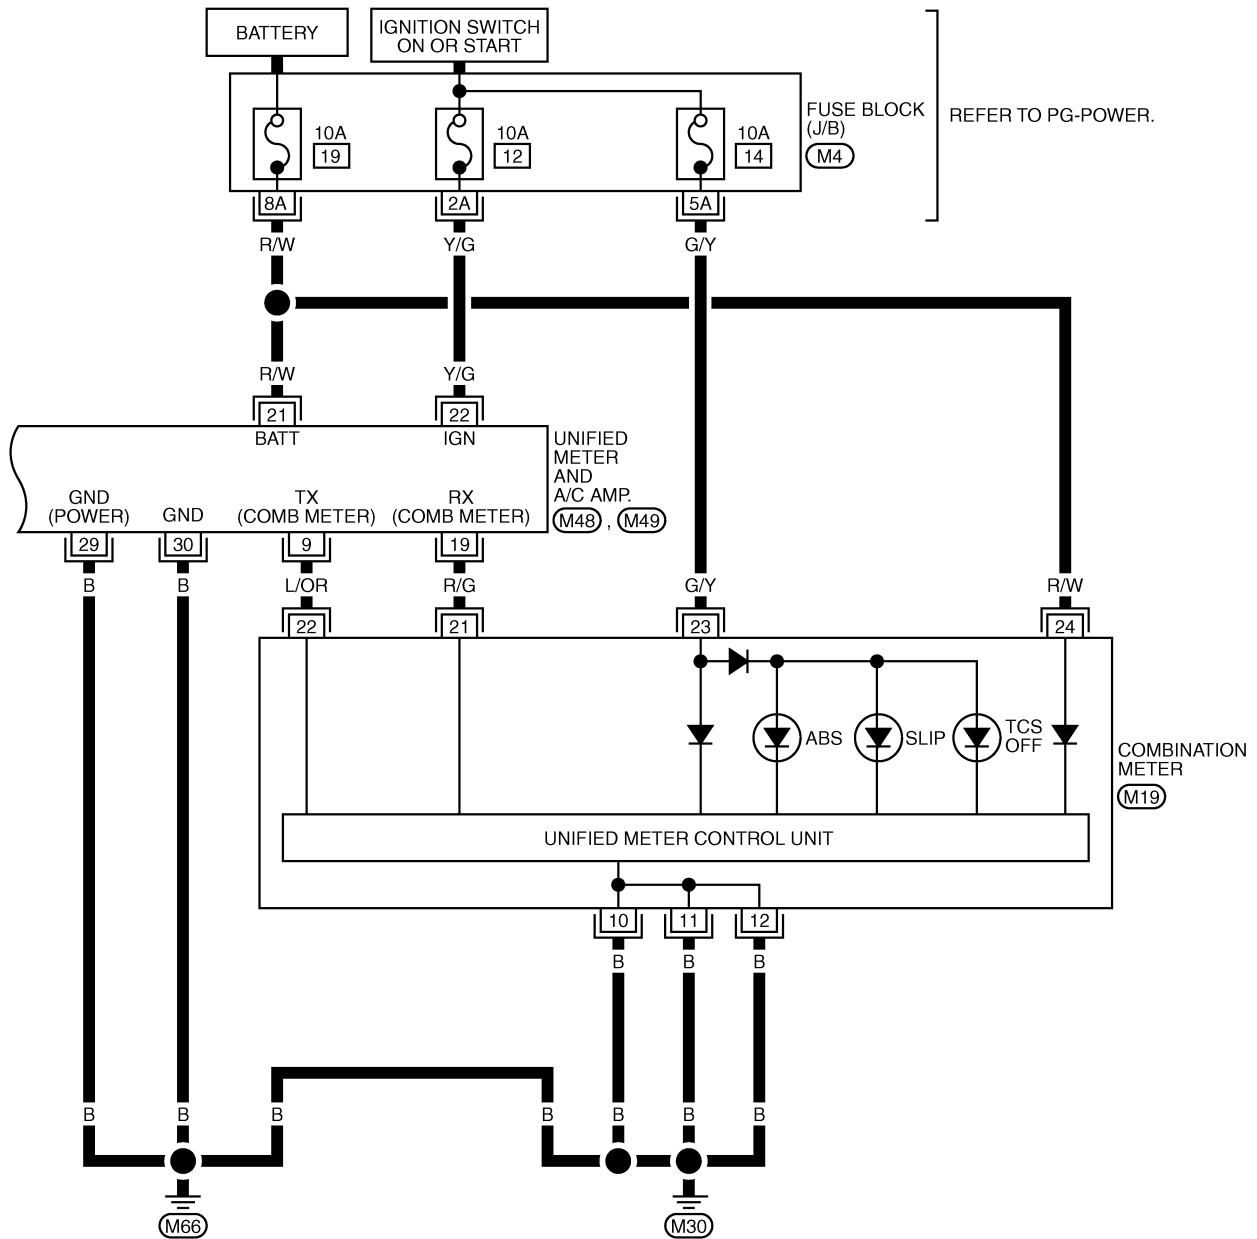 BATTERY
IGNITION SWITCH
ON OR START
FUSE BLOCK
(J/B)
M4
REFER TO PG-POWER.
10A
19
10A
12
10A
14
8A
2A
5A
R/W
Y/G
G/Y
R/W
Y/G
21
22
BATT
IGN
UNIFIED
METER
AND
A/C AMP.
M48 , M49
GND
(POWER)
GND
TX
(COMB METER)
RX
(COMB METER)
29
30
9
19
B
B
L/OR
R/G
G/Y
R/W
22
21
23
24
ABS
SLIP
TCS
OFF
COMBINATION
METER
M19
UNIFIED METER CONTROL UNIT
10
11
12
B
B
B
B
B
B
B
B
B
B
M66
M30